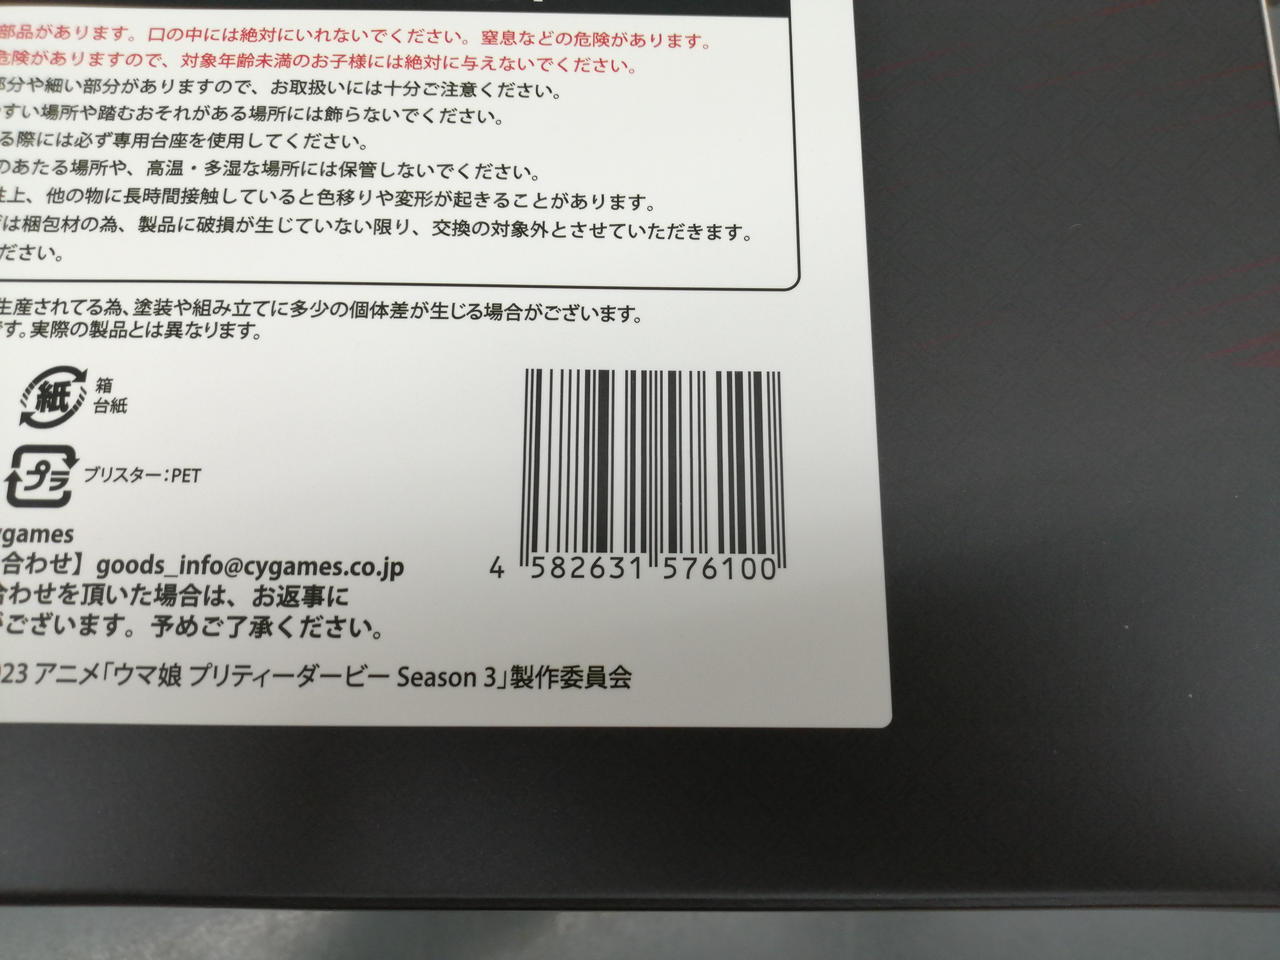 部品があります。口の中には絶対にいれないでください。窒息などの危険があります。
危険がありますので、対象年齢未満のお子様には絶対に与えないでください。
部分や細い部分がありますので、お取扱いには十分ご注意ください。
すい場所や踏むおそれがある場所には飾らないでください。
る際には必ず専用台座を使用してください。
のあたる場所や、高温・多湿な場所には保管しないでください。
性上、他の物に長時間接触していると色移りや変形が起きることがあります。
は梱包材の為、製品に破損が生じていない限り、交換の対象外とさせていただきます。
ださい。
生産されてる為、塗装や組み立てに多少の個体差が生じる場合がございます。
です。実際の製品とは異なります。
紙
箱
台紙
プラ
ブリスター：PET
ygames
合わせ】goods_info@cygames.co.jp
合わせを頂いた場合は、お返事に
がございます。予めご了承ください。
4 582631 576100
023 アニメ「ウマ娘 プリティーダービー Season 3」製作委員会